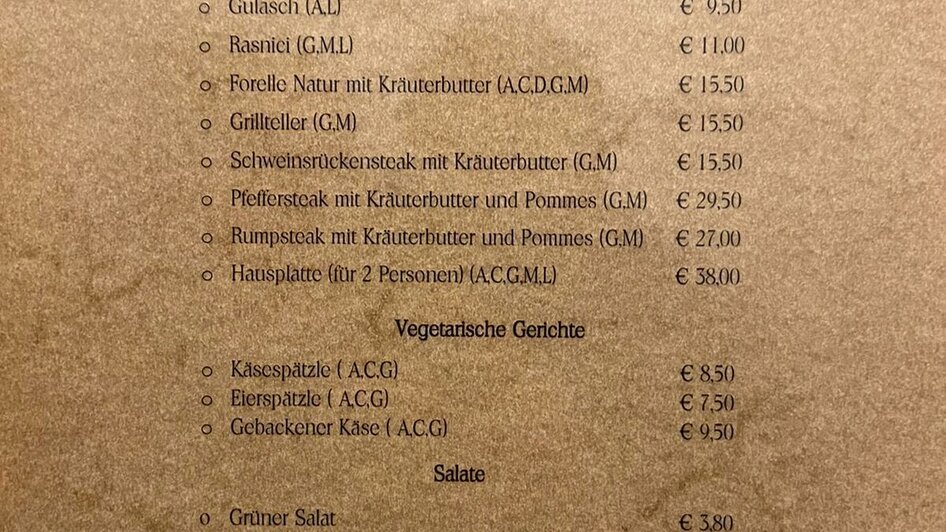 o Gulasch (A,L) € 9,50
o Rasnici (G,M,L) € 11,00
o Forelle Natur mit Kräuterbutter (A,C,D,G,M) € 15,50
o Grillteller (G,M) € 15,50
o Schweinsrückensteak mit Kräuterbutter (G,M) € 15,50
o Pfeffersteak mit Kräuterbutter und Pommes (G,M) € 29,50
o Rumpsteak mit Kräuterbutter und Pommes (G,M) € 27,00
o Hausplatte (für 2 Personen) (A,C,G,M,L) € 38,00
Vegetarische Gerichte
o Käsespätzle ( A,C,G) € 8,50
o Eierspätzle ( A,C,G) € 7,50
o Gebackener Käse ( A,C,G) € 9,50
Salate
o Grüner Salat € 3,80